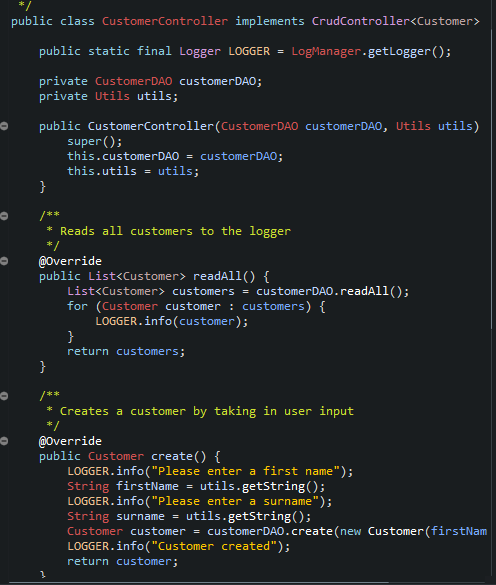 */
public class CustomerController implements CrudController<Customer>
public static final Logger LOGGER = LogManager.getLogger();
private CustomerDAO customerDAO;
private Utils utils;
public CustomerController(CustomerDAO customerDAO, Utils utils)
super();
this.customerDAO = customerDAO;
this.utils = utils;
}
/**
* Reads all customers to the logger
*/
@Override
public List<Customer> readAll() {
List<Customer> customers = customerDAO.readAll();
for (Customer customer : customers) {
LOGGER.info(customer);
}
return customers;
}
/**
* Creates a customer by taking in user input
*/
@Override
public Customer create() {
LOGGER.info("Please enter a first name");
String firstName = utils.getString();
LOGGER.info("Please enter a surname");
String surname = utils.getString();
Customer customer = customerDAO.create(new Customer(firstNam
LOGGER.info("Customer created");
return customer;
}